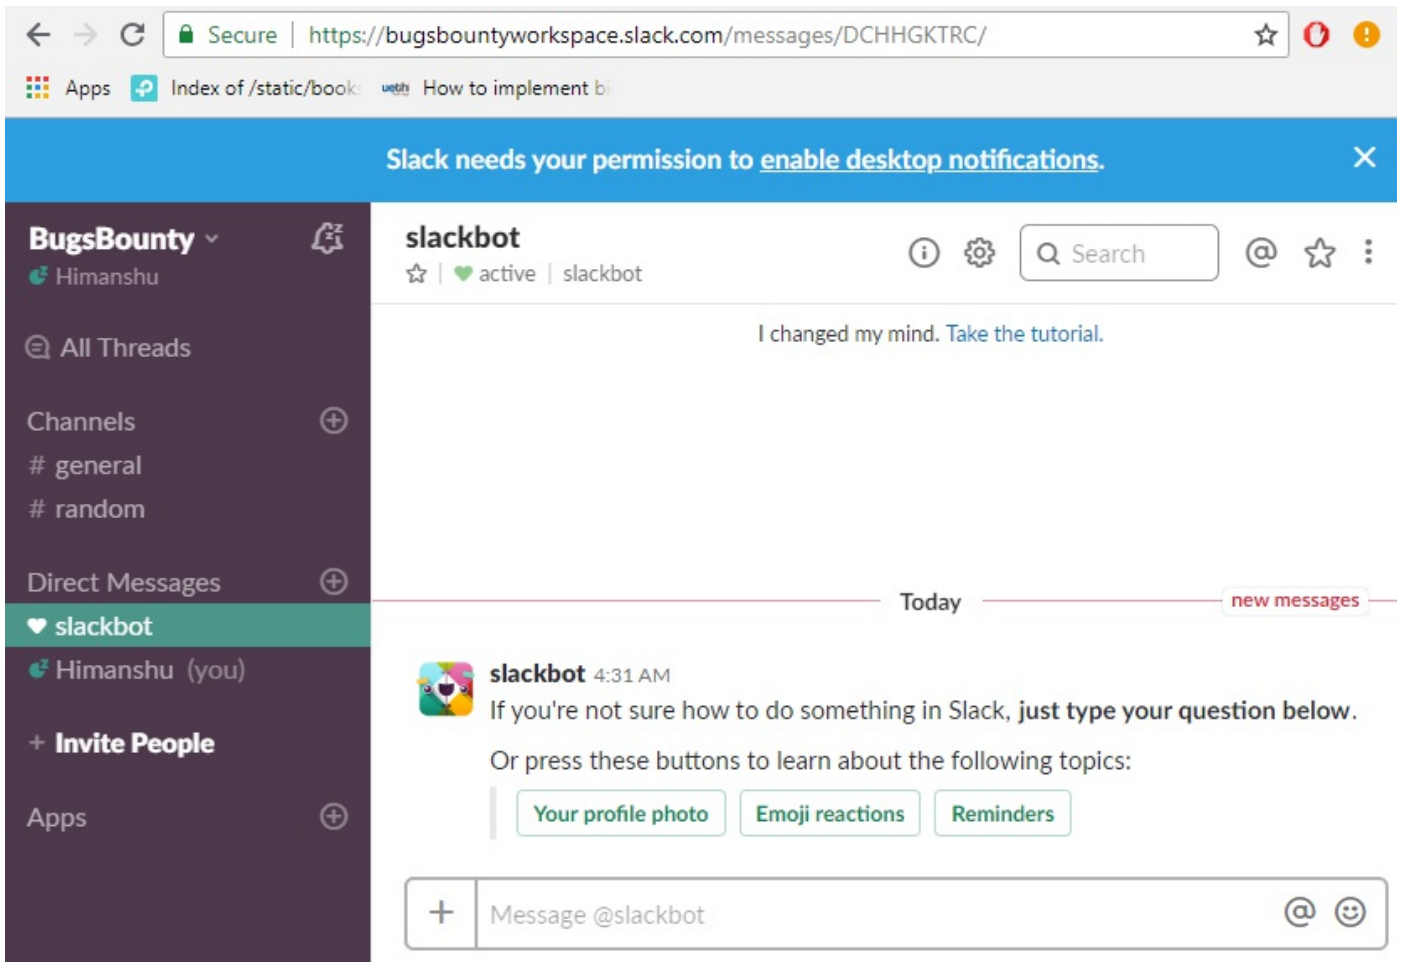 Secure | https://bugsbountyworkspace.slack.com/messages/DCHHGKTRC/
Apps Index of /static/book How to implement bi
Slack needs your permission to enable desktop notifications.
BugsBounty
Himanshu
All Threads
Channels
# general
# random
Direct Messages
slackbot
Himanshu (you)
+ Invite People
Apps
slackbot
active | slackbot
Search
I changed my mind. Take the tutorial.
Today
new messages
slackbot 4:31 AM
If you're not sure how to do something in Slack, just type your question below.
Or press these buttons to learn about the following topics:
Your profile photo Emoji reactions Reminders
+ Message @slackbot @